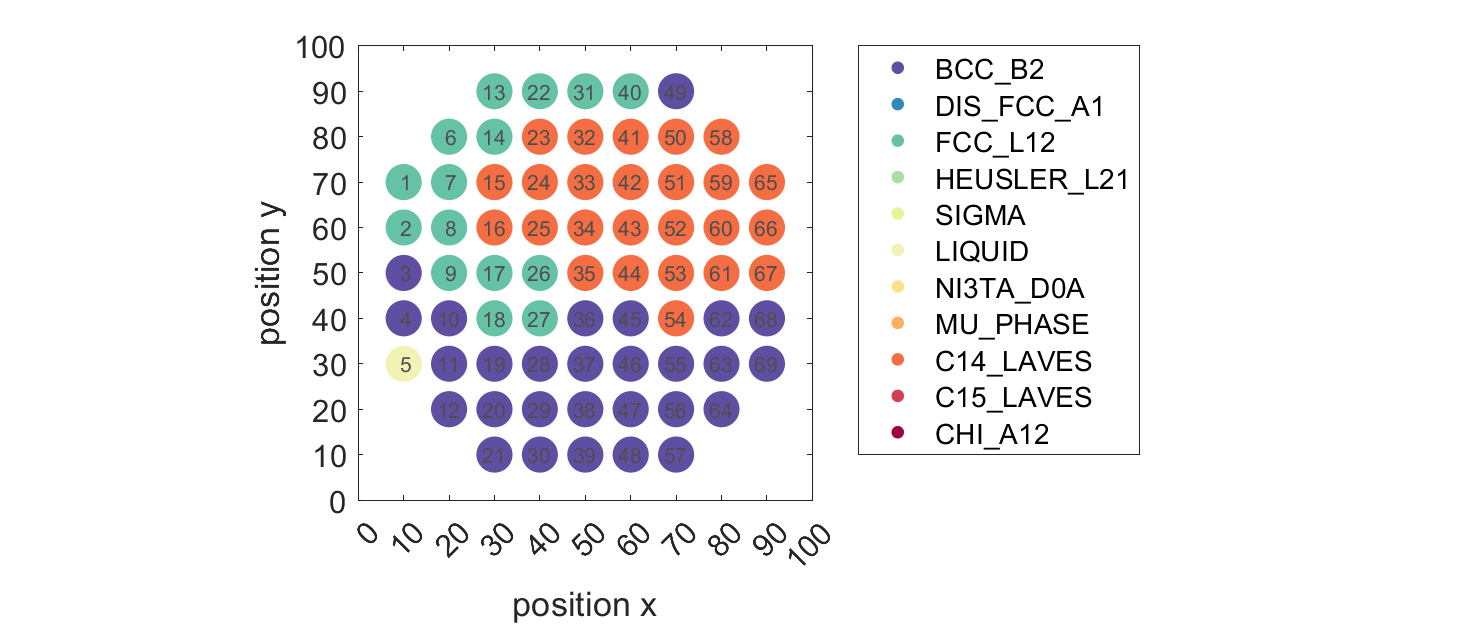 100
90
80
70
60
50
40
30
20
10
0
position y
13 22 31 40 49
6 14 23 32 41 50 58
1 7 15 24 33 42 51 59 65
2 8 16 25 34 43 52 60 66
3 9 17 26 35 44 53 61 67
4 10 18 27 36 45 54 62 68
5 11 19 28 37 46 55 63 69
12 20 29 38 47 56 64
21 30 39 48 57
0 10 20 30 40 50 60 70 80 90 100
position x
BCC_B2
DIS_FCC_A1
FCC_L12
HEUSLER_L21
SIGMA
LIQUID
NI3TA_D0A
MU_PHASE
C14_LAVES
C15_LAVES
CHI_A12